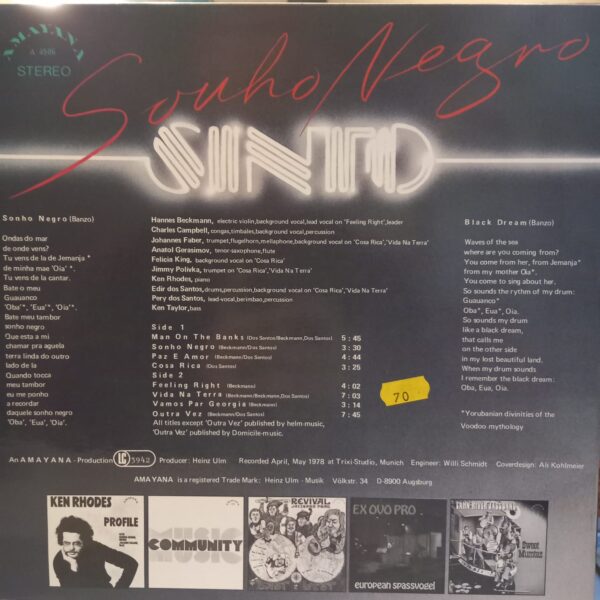 AMAYANA
A 4506
STEREO
Sonho Negro
SINTO
Sonho Negro (Banzo)
Ondas do mar
de onde vens?
Tu vens de la de Jemanja *
de minha mae 'Oia' *.
Tu vens de la cantar.
Bate o meu
Guauanco
'Oba'*, 'Eua'*, 'Oia'*.
Bate meu tambor
sonho negro
Que esta a mi
chamar pra aguela
terra linda do outro
lado de la
Quando tocca
meu tambor
eu me ponho
a recordar
daquele sonho negro
'Oba', 'Eua', 'Oia'.
Hannes Beckmann, electric violin,background vocal,lead vocal on "Feeling Right",leader
Charles Campbell, congas,timbales,background vocal,percussion
Johannes Faber, trumpet,flugelhorn,mellaphone,background vocal on 'Cosa Rica','Vida Na Terra'
Anatol Gerasimov, tenor-saxophone,flute
Felicia King, background vocal on 'Cosa Rica'
Jimmy Polivka, trumpet on 'Cosa Rica','Vida Na Terra'
Ken Rhodes, piano
Edir dos Santos, drums,percussion,background vocal on 'Cosa Rica','Vida Na Terra'
Pery dos Santos, lead-vocal,berimbao,percussion
Ken Taylor, bass
Side 1
Man On The Banks (Dos Santos/Beckmann,Dos Santos) 5:45
Sonho Negro (Beckmann/Dos Santos) 3:30
Paz E Amor (Beckmann/Dos Santos) 4:44
Cosa Rica (Dos Santos) 3:25
Side 2
Feeling Right (Beckmann) 4:02
Vida Na Terra (Dos Santos/Beckmann,Dos Santos) 7:03
Vamos Par Georgia (Beckmann/Dos Santos) 3:14
Outra Vez (Beckmann/Dos Santos) 7:45
All titles except 'Outra Vez' published by helm-music,
'Outra Vez' published by Domicile-music.
70
Black Dream (Banzo)
Waves of the sea
where are you coming from?
You come from her, from Jemanja*
from my mother Oia*.
You come to sing about her.
So sounds the rythm of my drum:
Guauanco*
Oba*, Eua*, Oia.
So sounds my drum
like a black dream,
that calls me
on the other side
in my lost beautiful land.
When my drum sounds
I remember the black dream:
Oba, Eua, Oia.
*Yorubanian divinities of the
Voodoo mythology
An AMAYANA - Production LC 5942 Producer: Heinz Ulm Recorded April, May 1978 at Trixi-Studio, Munich Engineer: Willi Schmidt Coverdesign: Ali Kohlmeier
AMAYANA is a registered Trade Mark: Heinz Ulm - Musik Völkstr. 34 D-8900 Augsburg
KEN RHODES
PROFILE
MUSIC
COMMUNITY
REVIVAL
EX OVO PRO
european spassvogel
Sweet
Mumtaz